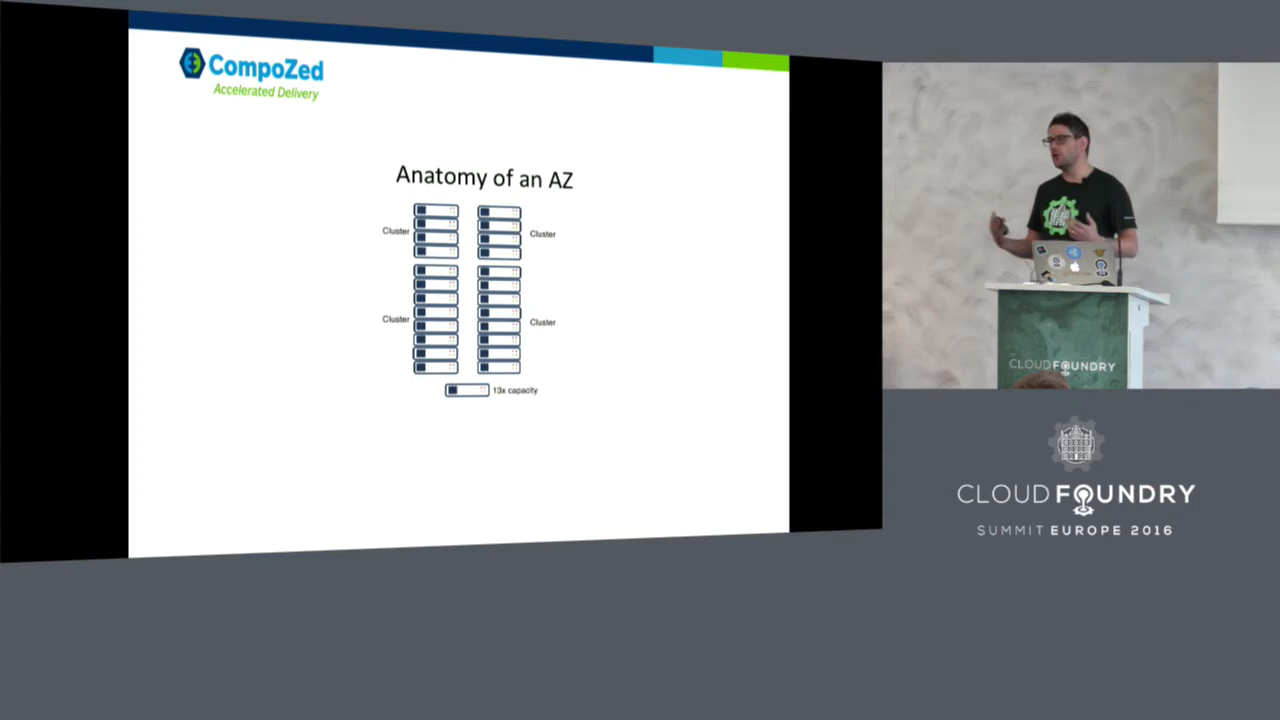 CompoZed
Accelerated Delivery
Anatomy of an AZ
Cluster
Cluster
Cluster
Cluster
13x capacity
CLOUD FOUNDRY
CLOUD FOUNDRY
SUMMIT EUROPE 2016